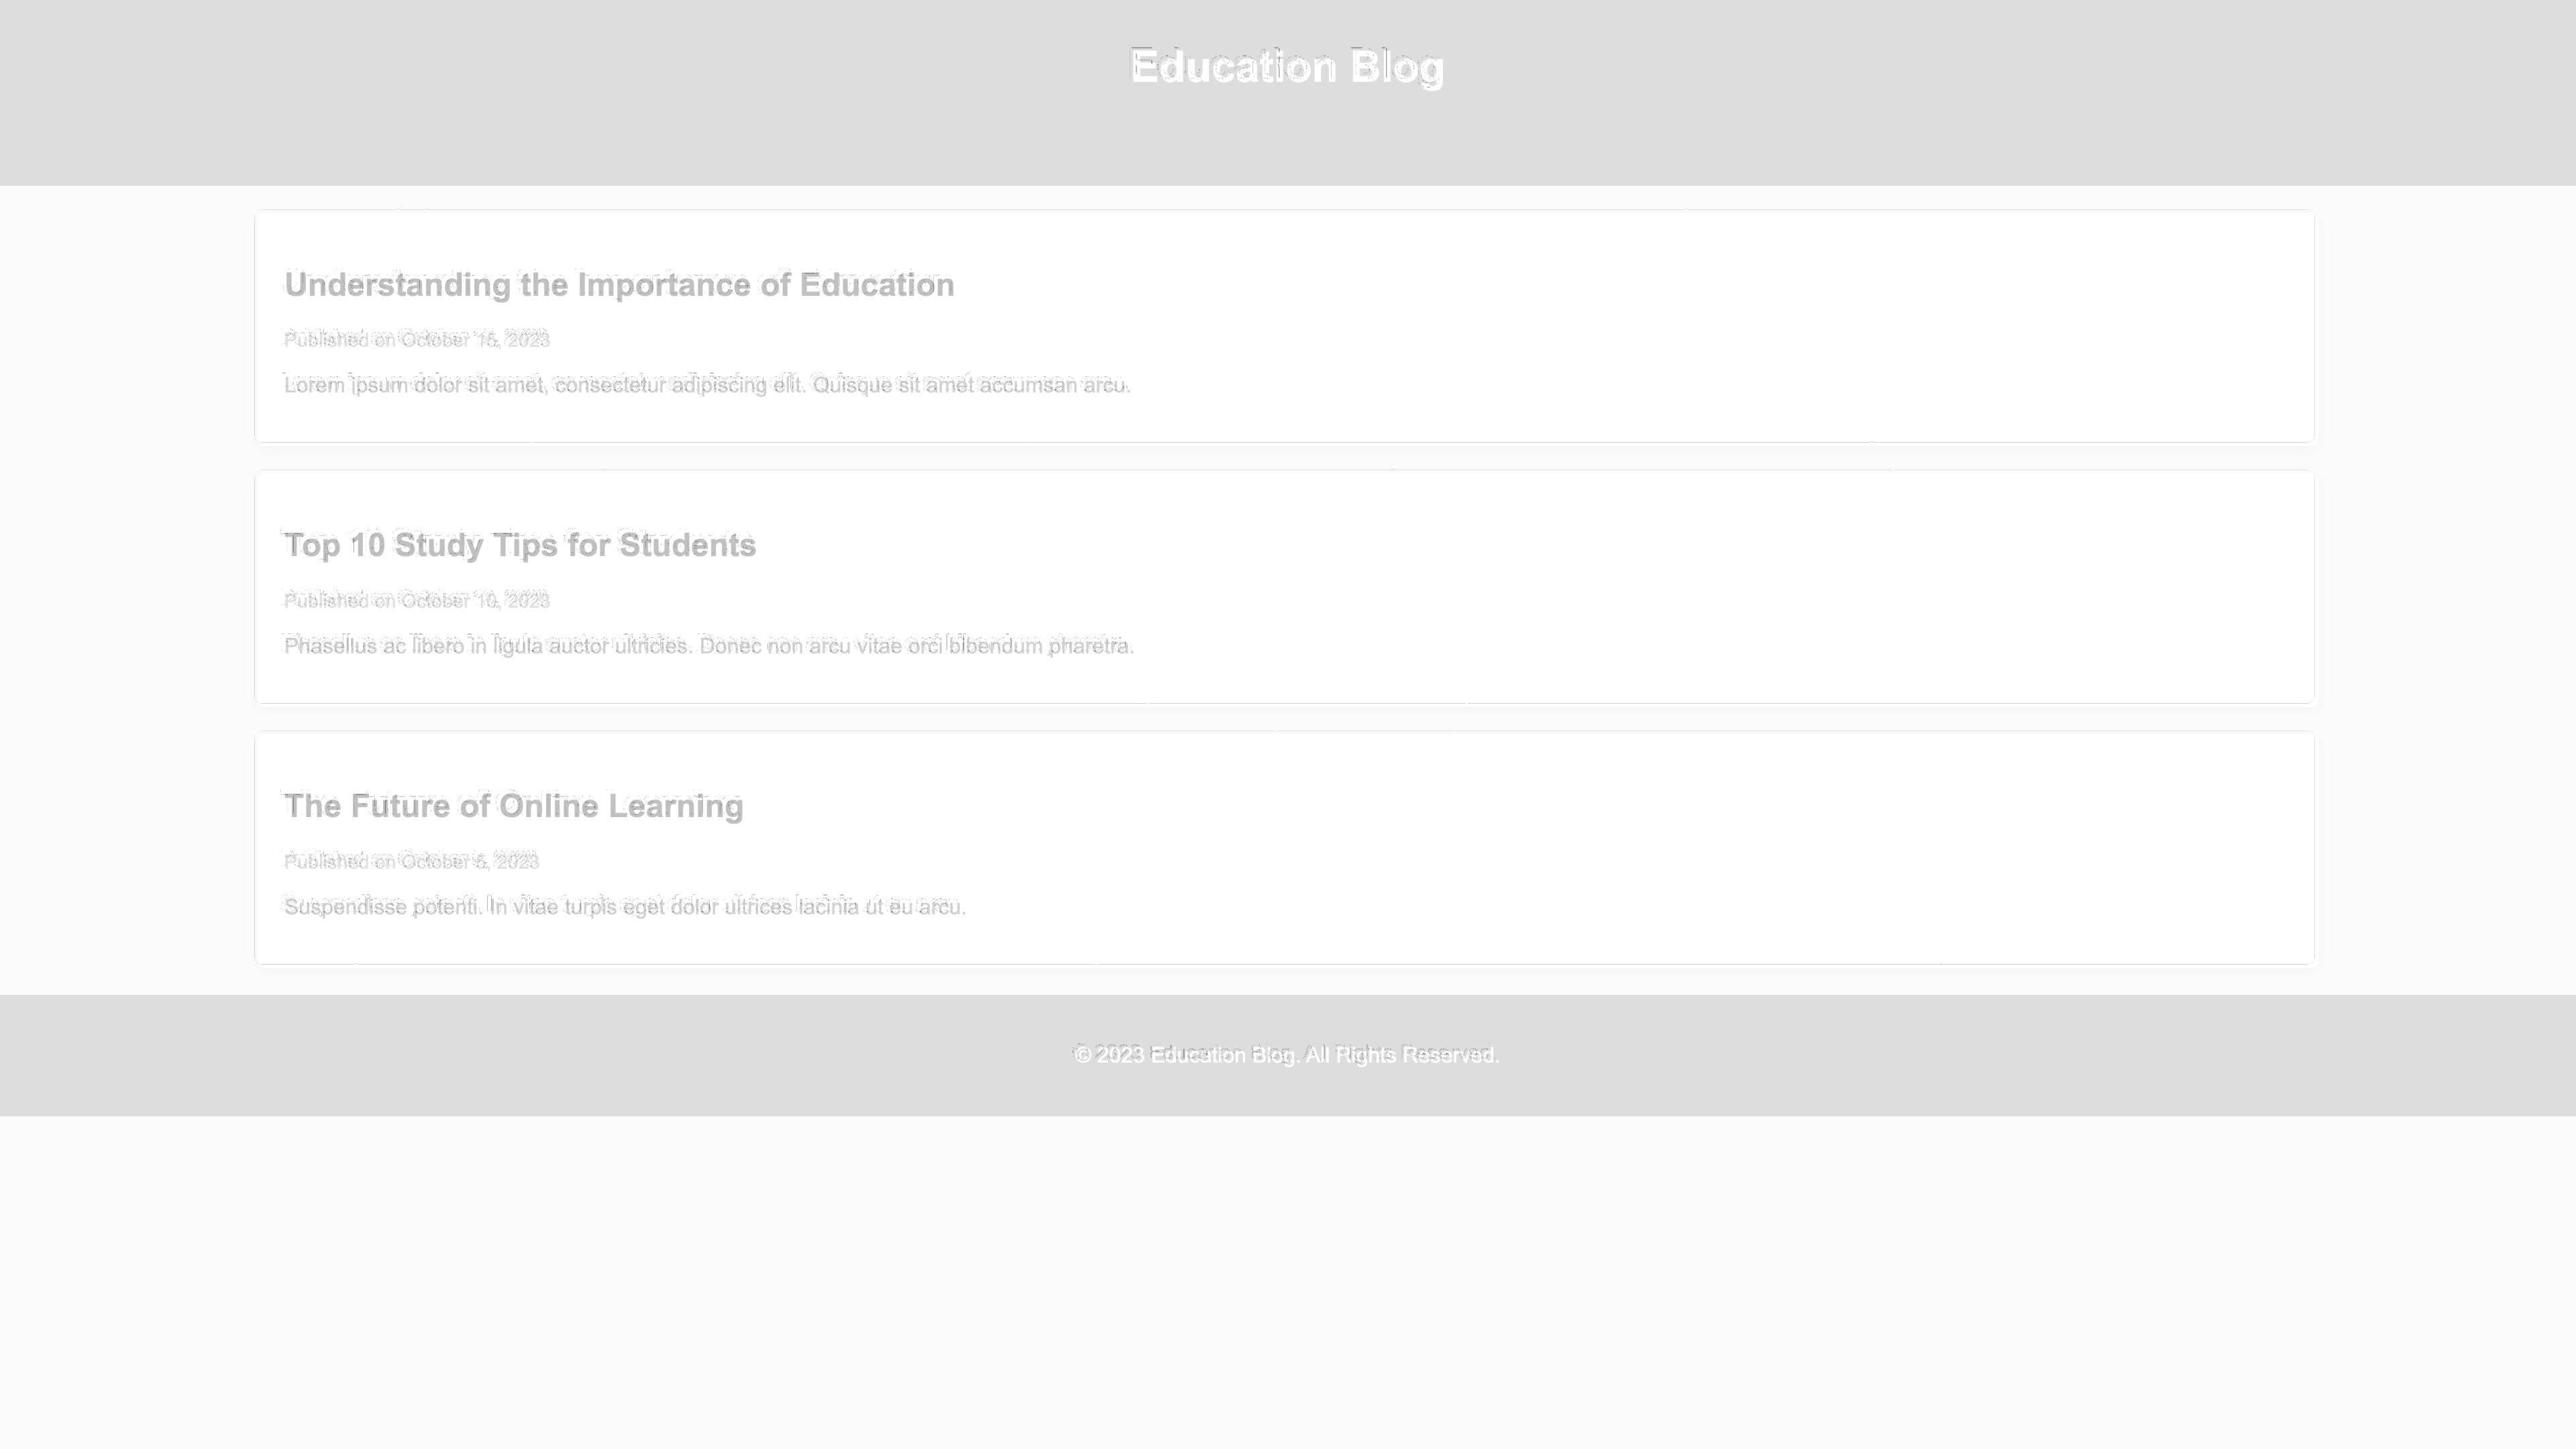 Education Blog
Understanding the Importance of Education
Published on October 15, 2023
Lorem ipsum dolor sit amet, consectetur adipiscing elit. Quisque sit amet accumsan arcu.
Top 10 Study Tips for Students
Published on October 10, 2023
Phasellus ac libero in ligula auctor ultricies. Donec non arcu vitae orci bibendum pharetra.
The Future of Online Learning
Published on October 5, 2023
Suspendisse potenti. In vitae turpis eget dolor ultrices lacinia ut eu arcu.
© 2023 Education Blog. All Rights Reserved.